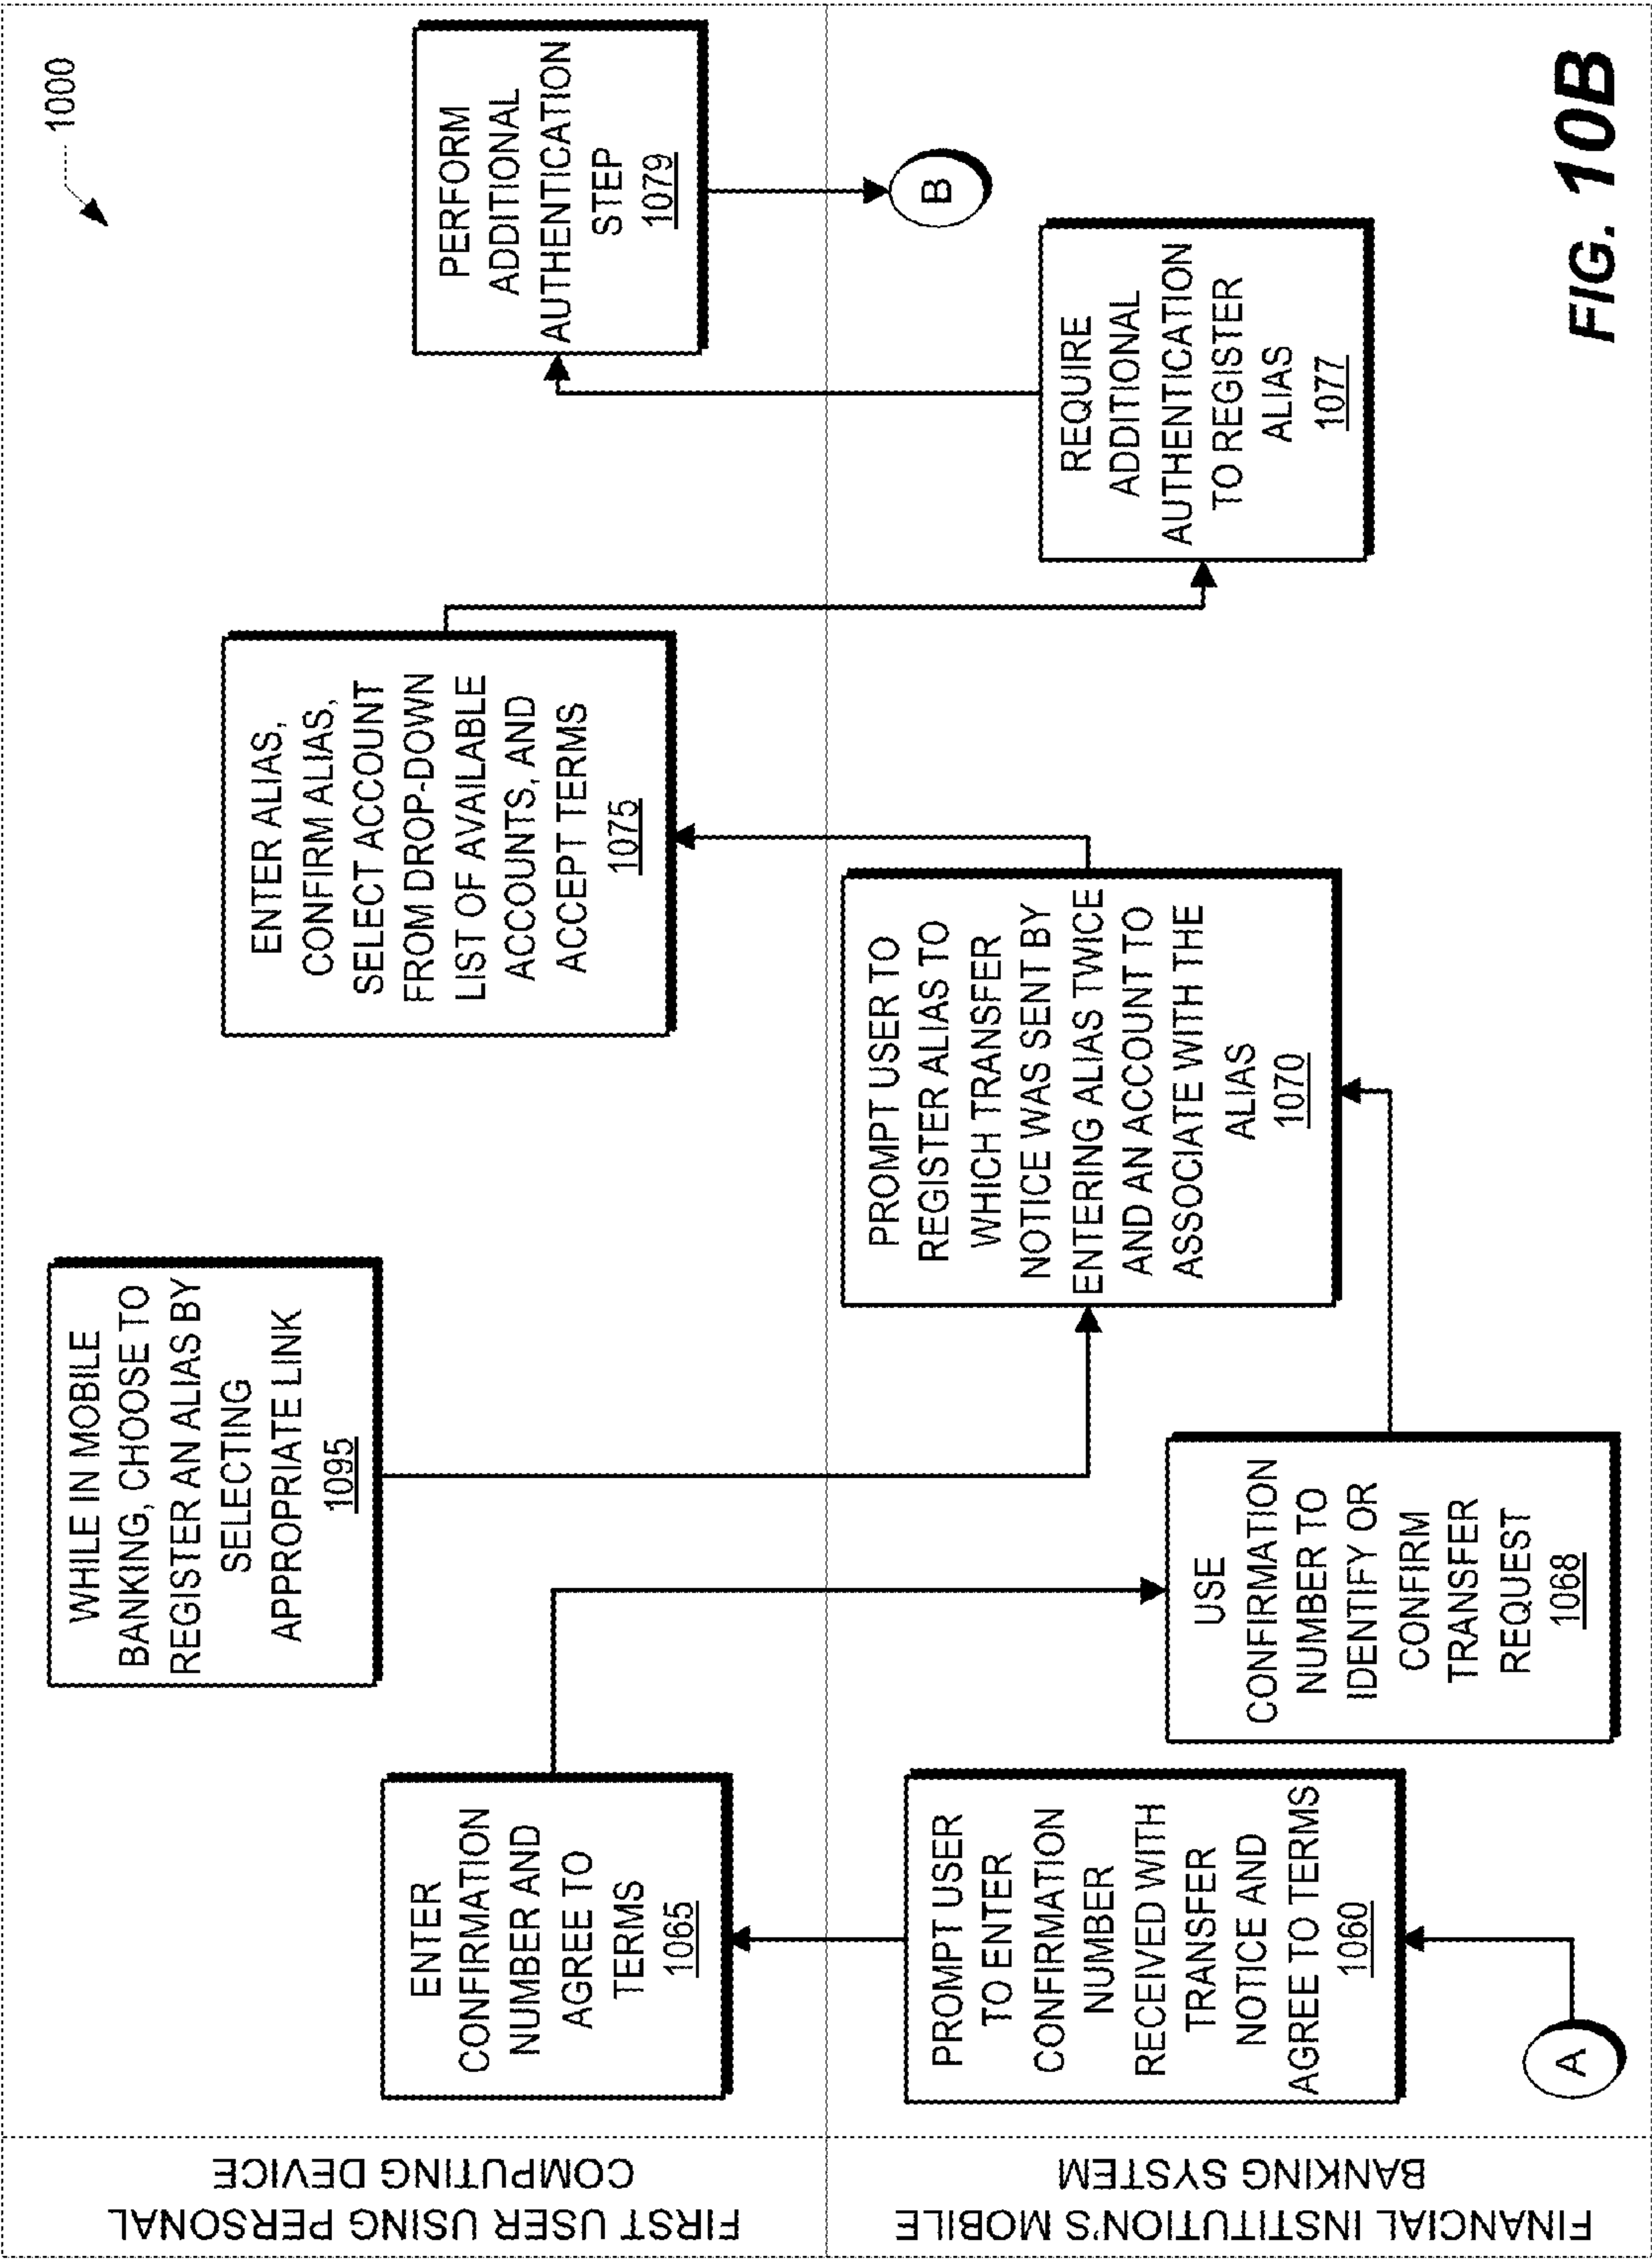 1000
FIRST USER USING PERSONAL
COMPUTING DEVICE
ENTER
CONFIRMATION
NUMBER AND
AGREE TO
TERMS
1065
WHILE IN MOBILE
BANKING, CHOOSE TO
REGISTER AN ALIAS BY
SELECTING
APPROPRIATE LINK
1095
ENTER ALIAS,
CONFIRM ALIAS,
SELECT ACCOUNT
FROM DROP-DOWN
LIST OF AVAILABLE
ACCOUNTS, AND
ACCEPT TERMS
1075
PERFORM
ADDITIONAL
AUTHENTICATION
STEP
1079
B
FINANCIAL INSTITUTION'S MOBILE
BANKING SYSTEM
A
PROMPT USER
TO ENTER
CONFIRMATION
NUMBER
RECEIVED WITH
TRANSFER
NOTICE AND
AGREE TO TERMS
1060
USE
CONFIRMATION
NUMBER TO
IDENTIFY OR
CONFIRM
TRANSFER
REQUEST
1068
PROMPT USER TO
REGISTER ALIAS TO
WHICH TRANSFER
NOTICE WAS SENT BY
ENTERING ALIAS TWICE
AND AN ACCOUNT TO
ASSOCIATE WITH THE
ALIAS
1070
REQUIRE
ADDITIONAL
AUTHENTICATION
TO REGISTER
ALIAS
1077
FIG. 10B